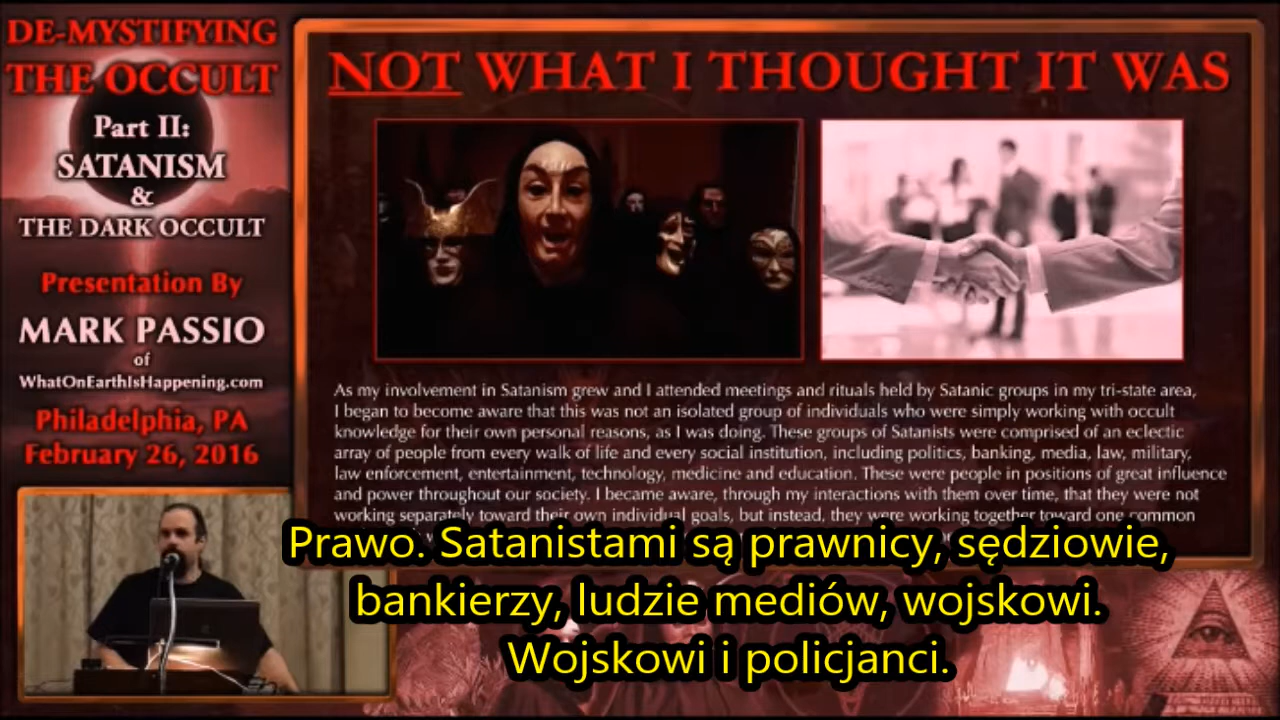 DE-MYSTIFYING
THE OCCULT
Part II:
SATANISM
&
THE DARK OCCULT
Presentation By
MARK PASSIO
of
WhatOnEarthIsHappening.com
Philadelphia, PA
February 26, 2016
NOT WHAT I THOUGHT IT WAS
As my involvement in Satanism grew and I attended meetings and rituals held by Satanic groups in my tri-state area,
I began to become aware that this was not an isolated group of individuals who were simply working with occult
knowledge for their own personal reasons, as I was doing. These groups of Satanists were comprised of an eclectic
array of people from every walk of life and every social institution, including politics, banking, media, law, military,
law enforcement, entertainment, technology, medicine and education. These were people in positions of great influence
and power throughout our society. I became aware, through my interactions with them over time, that they were not
working separately toward their own individual goals, but instead, they were working together toward one common
Prawo. Satanistami są prawnicy, sędziowie,
bankierzy, ludzie mediów, wojskowi.
Wojskowi i policjanci.